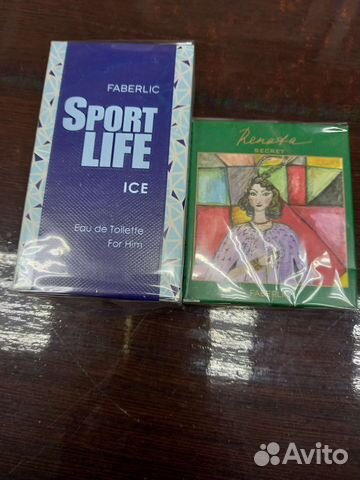 FABERLIC
SPORT
LIFE
ICE
Eau de Toilette
For Him
Renata
SECRET
Avito